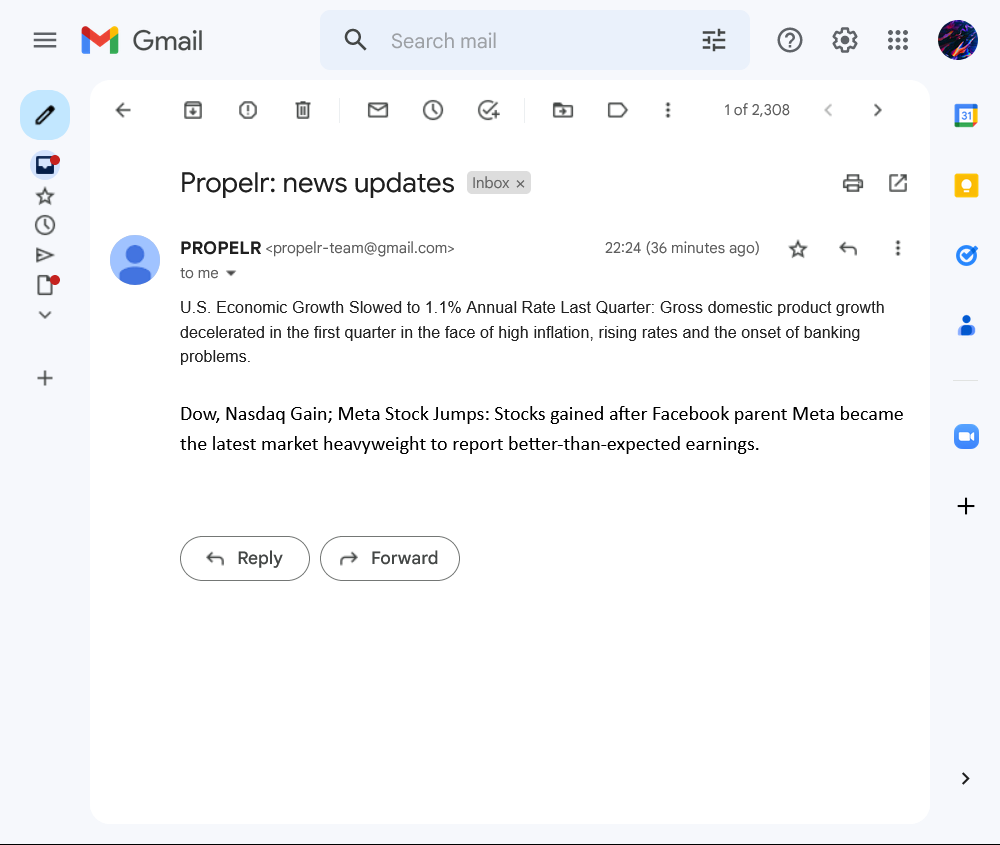 Gmail
Search mail
1 of 2,308
31
Propelr: news updates Inbox ×
PROPELR <propelr-team@gmail.com> 22:24 (36 minutes ago)
to me
U.S. Economic Growth Slowed to 1.1% Annual Rate Last Quarter: Gross domestic product growth
decelerated in the first quarter in the face of high inflation, rising rates and the onset of banking
problems.
Dow, Nasdaq Gain; Meta Stock Jumps: Stocks gained after Facebook parent Meta became
the latest market heavyweight to report better-than-expected earnings.
Reply Forward